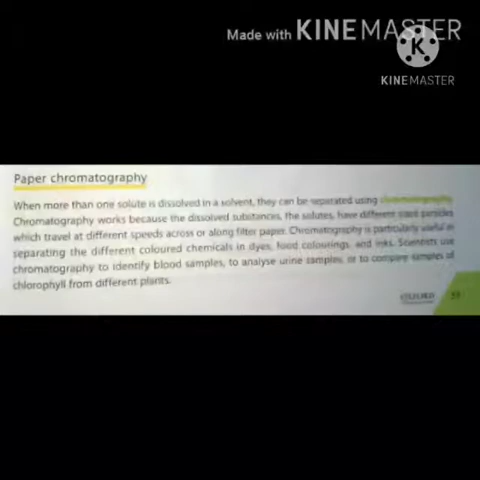 Made with KINEMASTER
K
KINEMASTER
Paper chromatography
When more than one solute is dissolved in a solvent, they can be separated using chromatography.
Chromatography works because the dissolved substances, the solutes, have different sized particles
which travel at different speeds across or along filter paper. Chromatography is particularly useful in
separating the different coloured chemicals in dyes, food colourings, and inks. Scientists use
chromatography to identify blood samples, to analyse urine samples, or to compare samples of
chlorophyll from different plants.
OXFORD